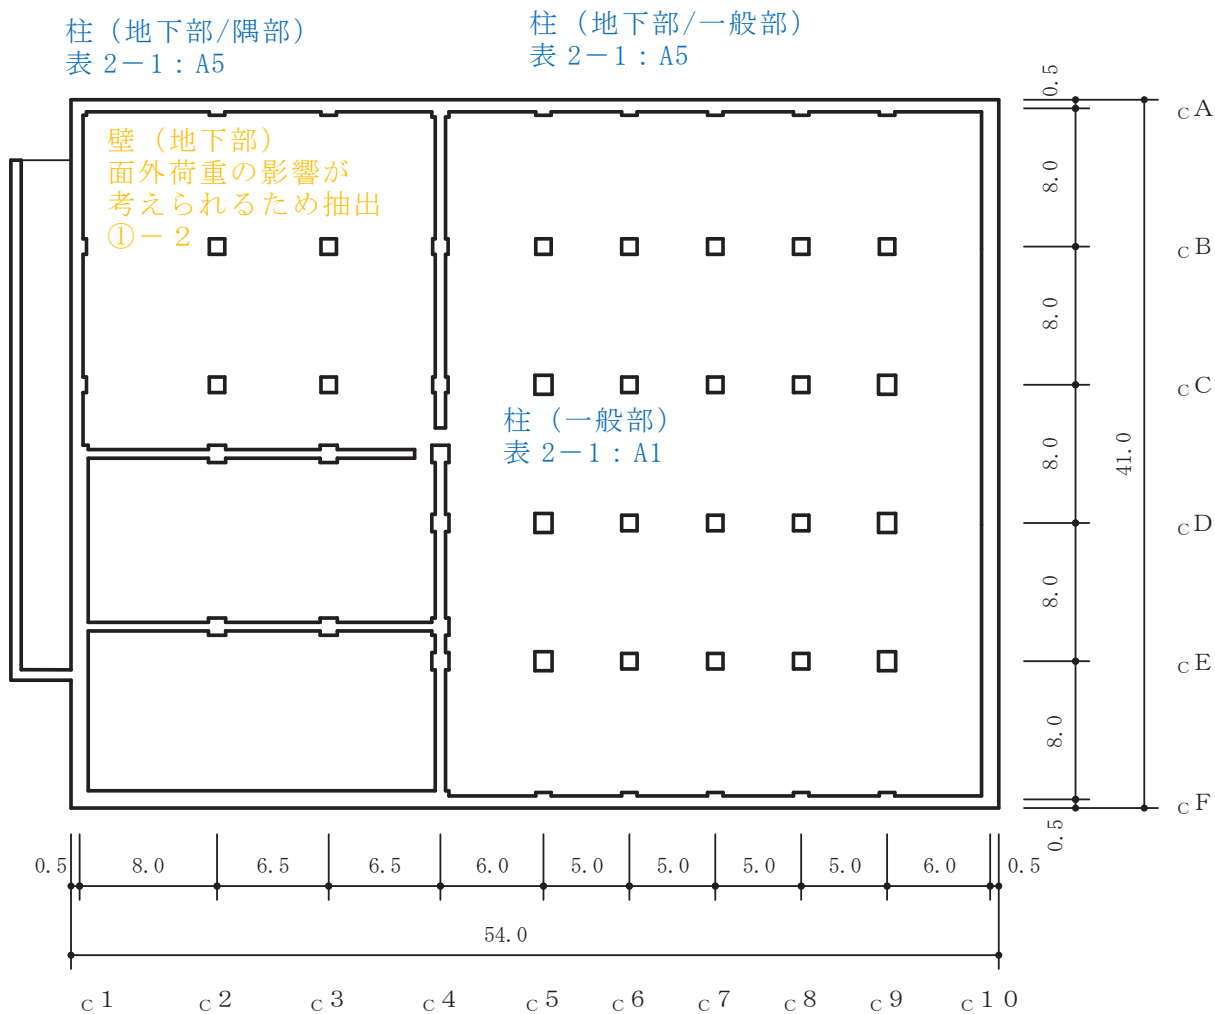 柱（地下部/隅部）
表 2－1：A5
柱（地下部/一般部）
表 2－1：A5
壁（地下部）
面外荷重の影響が
考えられるため抽出
①－２
柱（一般部）
表 2－1：A1
0.5
8.0
8.0
8.0
8.0
8.0
0.5
41.0
cA
cB
cC
cD
cE
cF
0.5 8.0 6.5 6.5 6.0 5.0 5.0 5.0 5.0 6.0 0.5
54.0
c1 c2 c3 c4 c5 c6 c7 c8 c9 c10